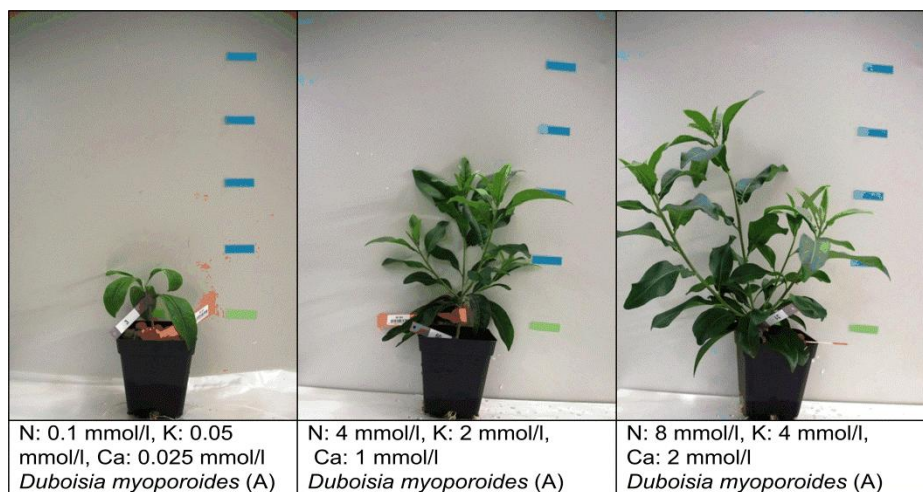 N: 0.1 mmol/l, K: 0.05
mmol/l, Ca: 0.025 mmol/l
Duboisia myoporoides (A)
N: 4 mmol/l, K: 2 mmol/l,
Ca: 1 mmol/l
Duboisia myoporoides (A)
N: 8 mmol/l, K: 4 mmol/l,
Ca: 2 mmol/l
Duboisia myoporoides (A)